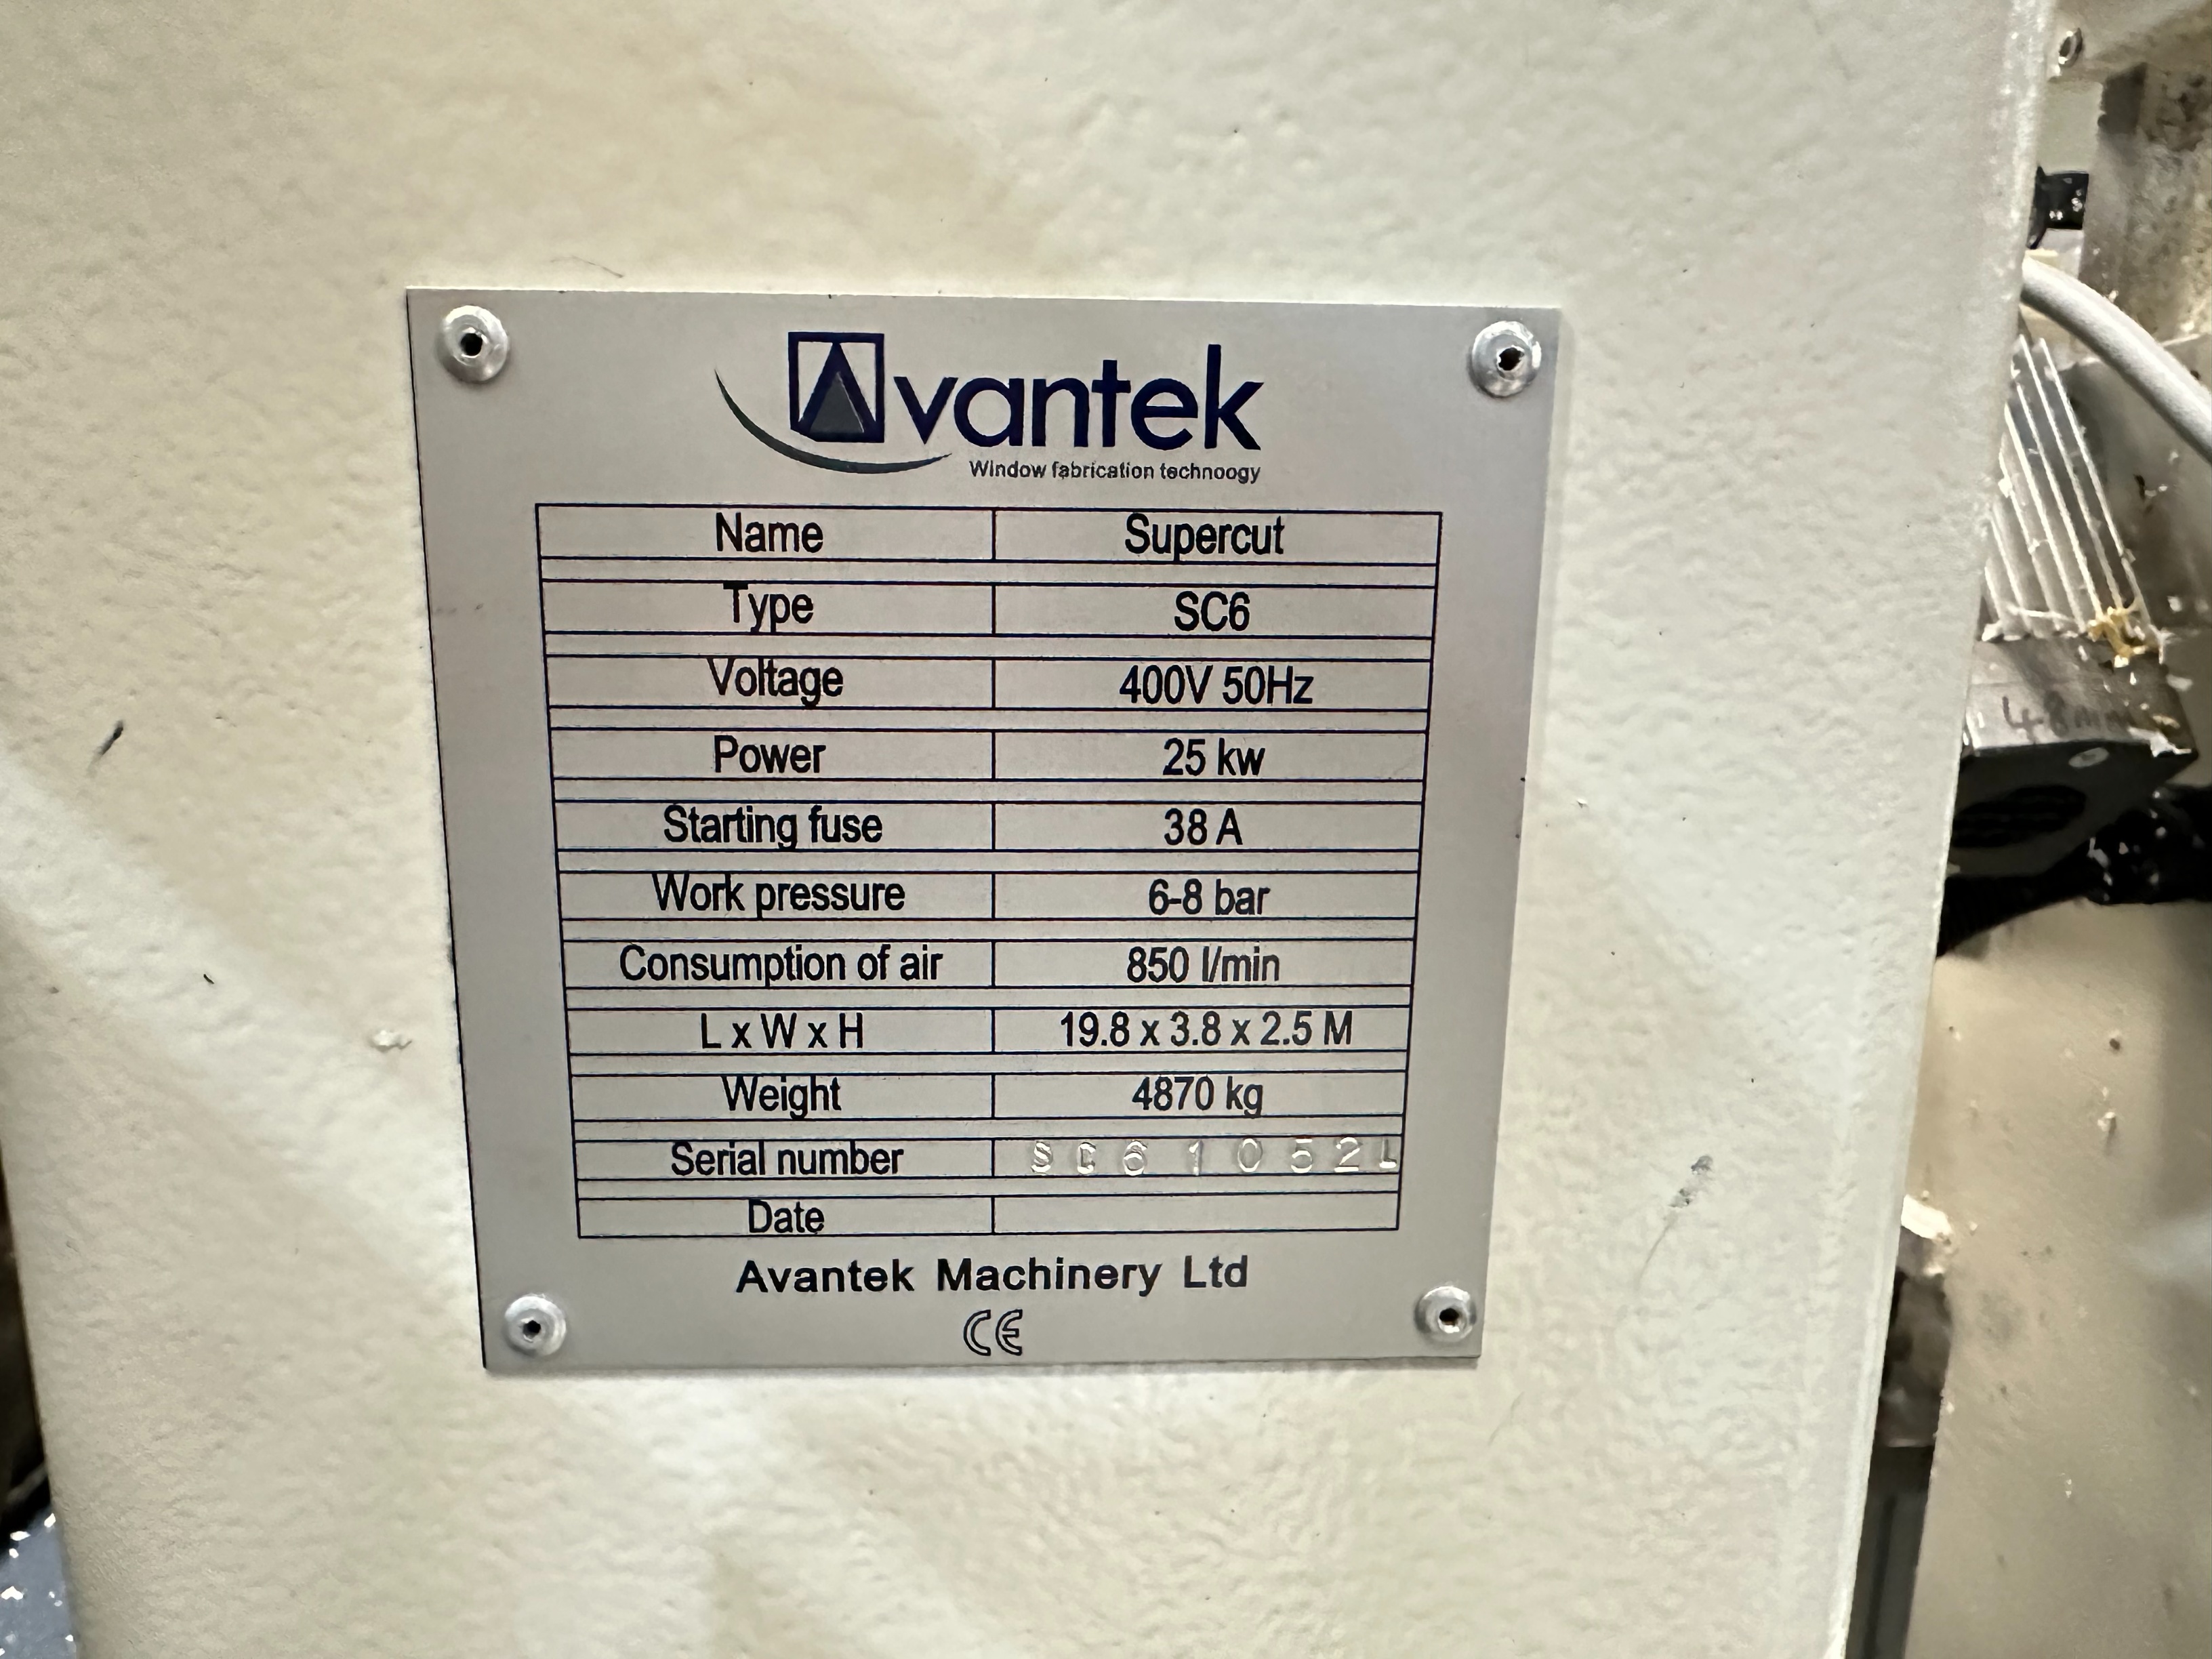 Avantek
Window fabrication technoogy
Name Supercut
Type SC6
Voltage 400V 50Hz
Power 25 kw
Starting fuse 38 A
Work pressure 6-8 bar
Consumption of air 850 l/min
L x W x H 19.8 x 3.8 x 2.5 M
Weight 4870 kg
Serial number SC61052L
Date
Avantek Machinery Ltd
CE
48mm